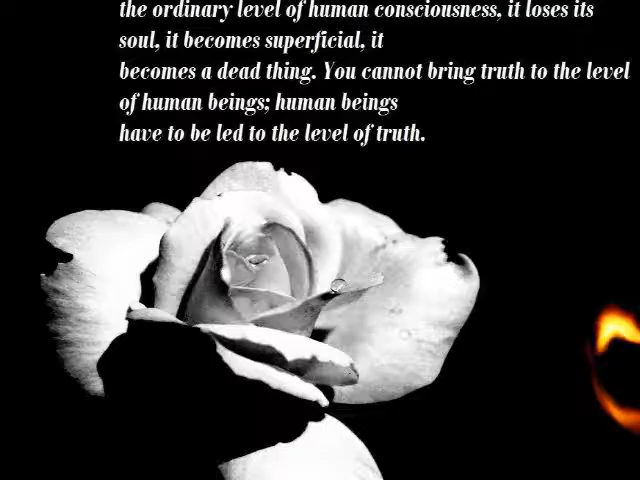 the ordinary level of human consciousness, it loses its
soul, it becomes superficial, it
becomes a dead thing. You cannot bring truth to the level
of human beings; human beings
have to be led to the level of truth.